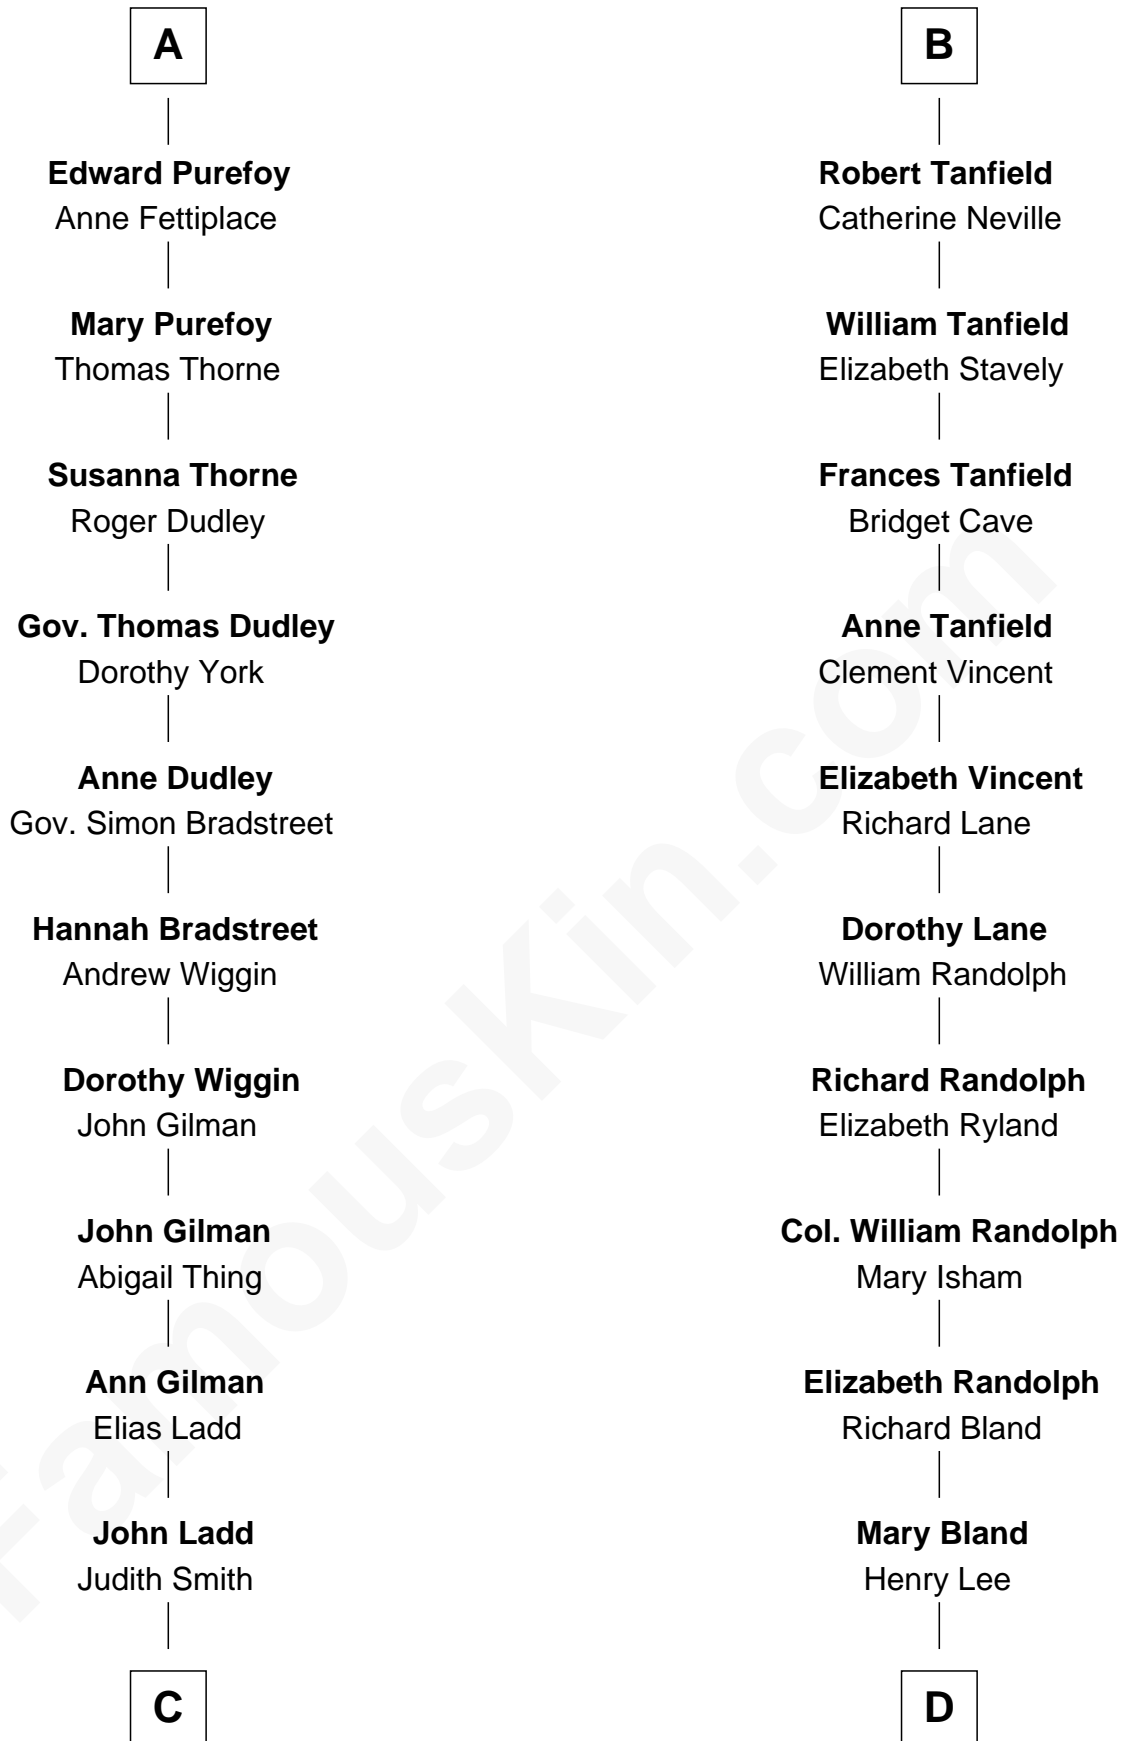 A
Edward Purefoy
Anne Fettiplace
Mary Purefoy
Thomas Thorne
Susanna Thorne
Roger Dudley
Gov. Thomas Dudley
Dorothy York
Anne Dudley
Gov. Simon Bradstreet
Hannah Bradstreet
Andrew Wiggin
Dorothy Wiggin
John Gilman
John Gilman
Abigail Thing
Ann Gilman
Elias Ladd
John Ladd
Judith Smith
C
B
Robert Tanfield
Catherine Neville
William Tanfield
Elizabeth Stavely
Frances Tanfield
Bridget Cave
Anne Tanfield
Clement Vincent
Elizabeth Vincent
Richard Lane
Dorothy Lane
William Randolph
Richard Randolph
Elizabeth Ryland
Col. William Randolph
Mary Isham
Elizabeth Randolph
Richard Bland
Mary Bland
Henry Lee
D
FamousKin.com